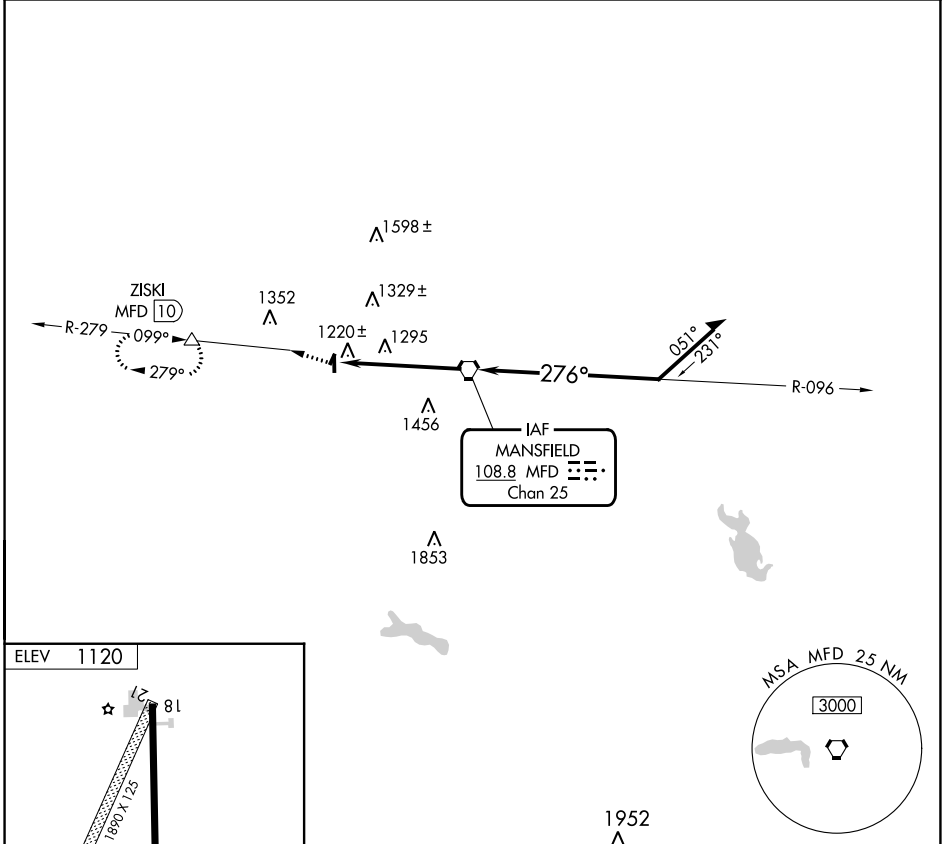 1598 ±
ZISKI
MFD 10
1352
1329 ±
R-279
099°
1220 ±
1295
051°
231°
279°
276°
R-096
1456
IAF
MANSFIELD
108.8 MFD
Chan 25
1853
ELEV 1120
MSA MFD 25 NM
3000
21
18
1890 X 125
1952